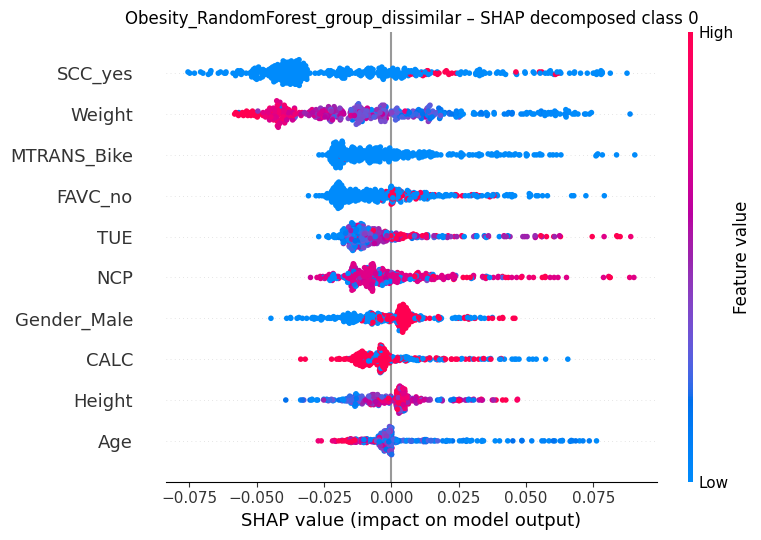 Obesity_RandomForest_group_dissimilar – SHAP decomposed class 0
High
SCC_yes
Weight
MTRANS_Bike
FAVC_no
TUE
NCP
Gender_Male
CALC
Height
Age
Feature value
Low
−0.075 −0.050 −0.025 0.000 0.025 0.050 0.075
SHAP value (impact on model output)